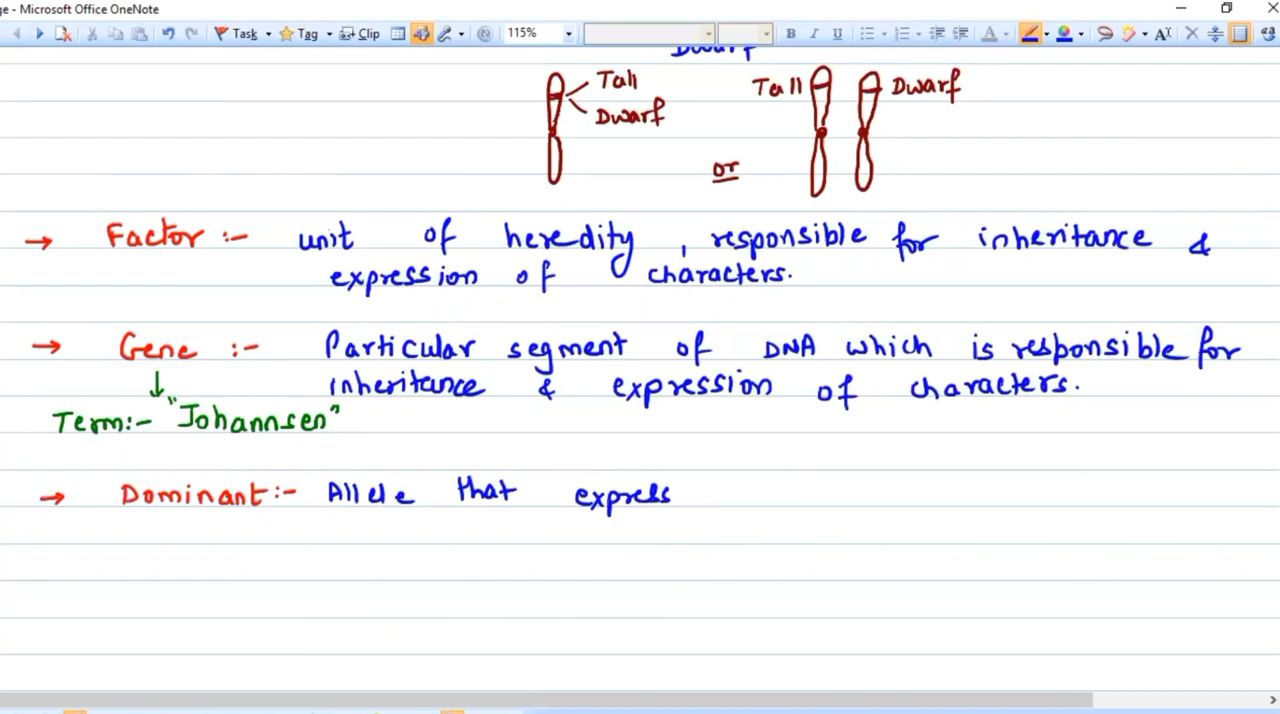 ge - Microsoft Office OneNote
Task Tag Clip 115% B I U A
Dwarf
Tall Tall Dwarf
Dwarf
or
→ Factor :- unit of heredity , responsible for inheritance &
expression of characters.
→ Gene :- Particular segment of DNA which is responsible for
inheritance & expression of characters.
↓
Term:- "Johannsen"
→ Dominant :- Allele that express